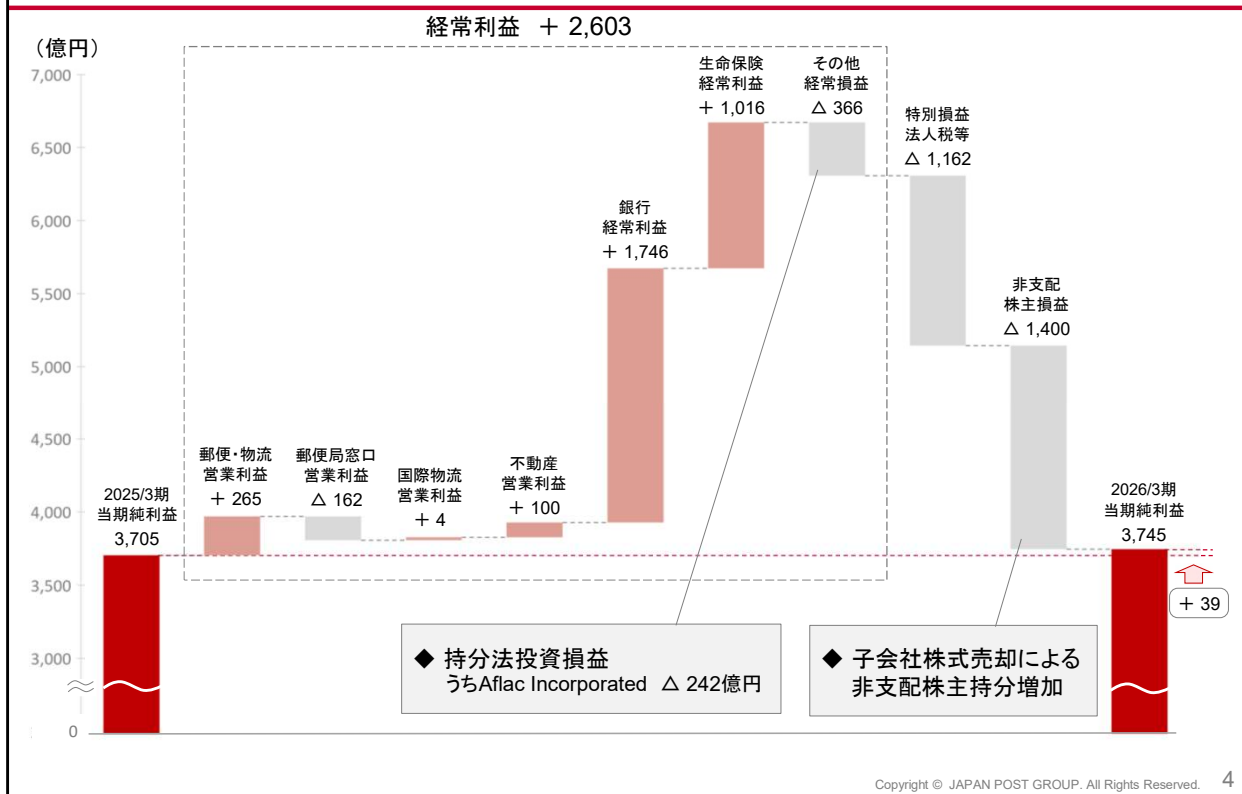 経常利益 ＋ 2,603
（億円）
7,000
6,500
6,000
5,500
5,000
4,500
4,000
3,500
3,000
0
2025/3期
当期純利益
3,705
郵便・物流
営業利益
＋ 265
郵便局窓口
営業利益
△ 162
国際物流
営業利益
＋ 4
不動産
営業利益
＋ 100
銀行
経常利益
＋ 1,746
生命保険
経常利益
＋ 1,016
その他
経常損益
△ 366
特別損益
法人税等
△ 1,162
非支配
株主損益
△ 1,400
2026/3期
当期純利益
3,745
＋ 39
◆ 持分法投資損益
うちAflac Incorporated △ 242億円
◆ 子会社株式売却による
非支配株主持分増加
Copyright © JAPAN POST GROUP. All Rights Reserved.
4